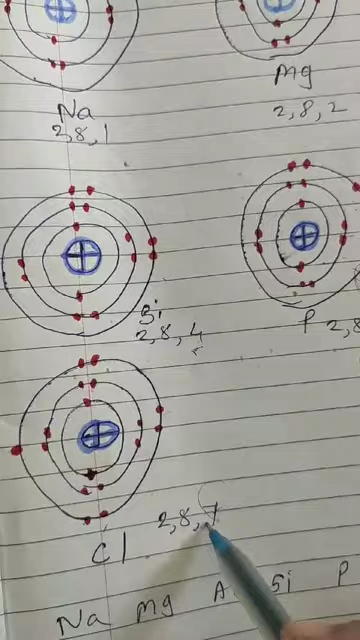 Na
2,8,1
Mg
2,8,2
Si
2,8,4
P 2,8
Cl
2,8,7
Na Mg A Si P